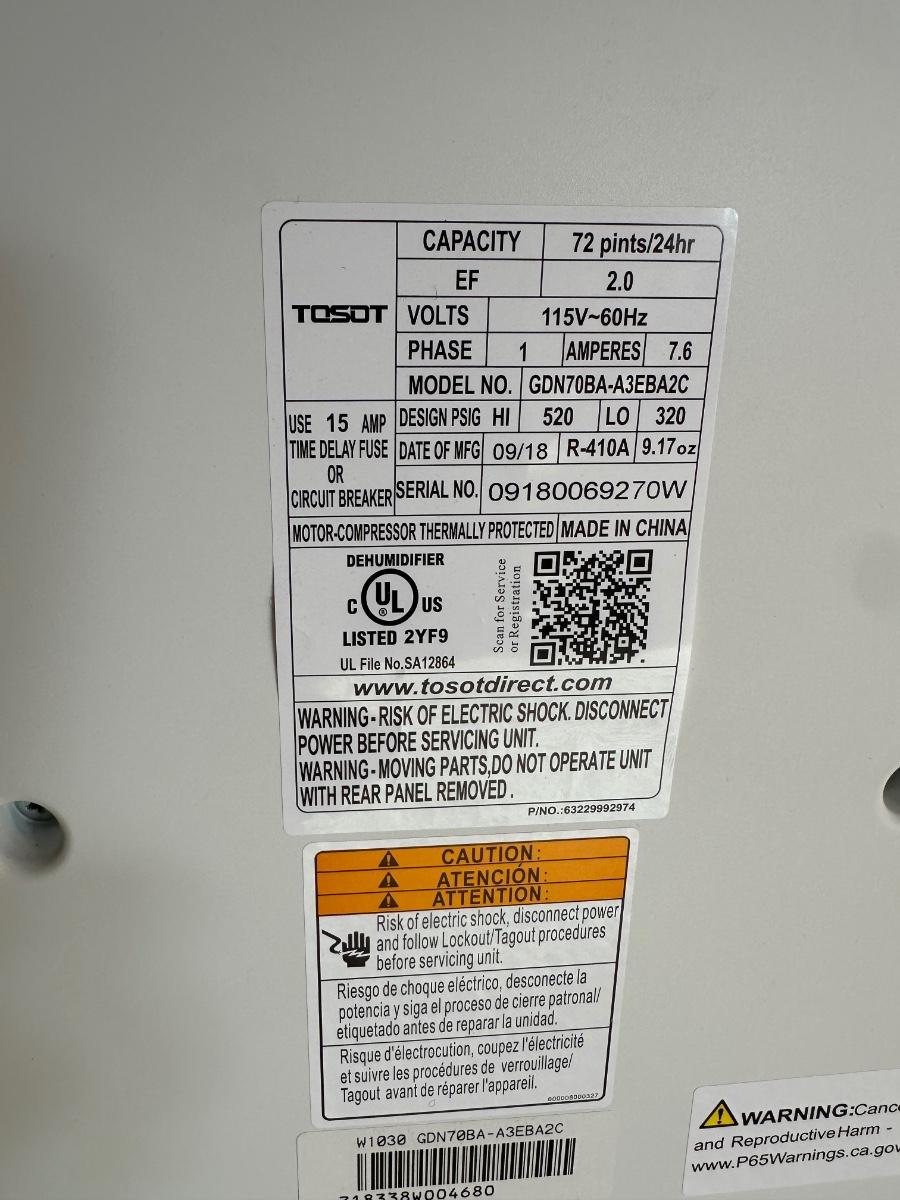 TOSOT
CAPACITY 72 pints/24hr
EF 2.0
VOLTS 115V~60Hz
PHASE 1 AMPERES 7.6
MODEL NO. GDN70BA-A3EBA2C
USE 15 AMP
TIME DELAY FUSE
OR
CIRCUIT BREAKER
DESIGN PSIG HI 520 LO 320
DATE OF MFG 09/18 R-410A 9.17oz
SERIAL NO. 09180069270W
MOTOR-COMPRESSOR THERMALLY PROTECTED MADE IN CHINA
DEHUMIDIFIER
C UL ® US
LISTED 2YF9
UL File No.SA12864
Scan for Service
or Registration
www.tosotdirect.com
WARNING-RISK OF ELECTRIC SHOCK. DISCONNECT
POWER BEFORE SERVICING UNIT.
WARNING-MOVING PARTS,DO NOT OPERATE UNIT
WITH REAR PANEL REMOVED.
P/NO.:63229992974
CAUTION:
ATENCIÓN:
ATTENTION:
Risk of electric shock, disconnect power
and follow Lockout/Tagout procedures
before servicing unit.
Riesgo de choque eléctrico, desconecte la
potencia y siga el proceso de cierre patronal/
etiquetado antes de reparar la unidad.
Risque d'électrocution, coupez l'électricité
et suivre les procédures de verrouillage/
Tagout avant de réparer l'appareil.
W1030 GDN70BA-A3EBA2C
718338W004680
WARNING:Cance
and Reproductive Harm -
www.P65Warnings.ca.gov